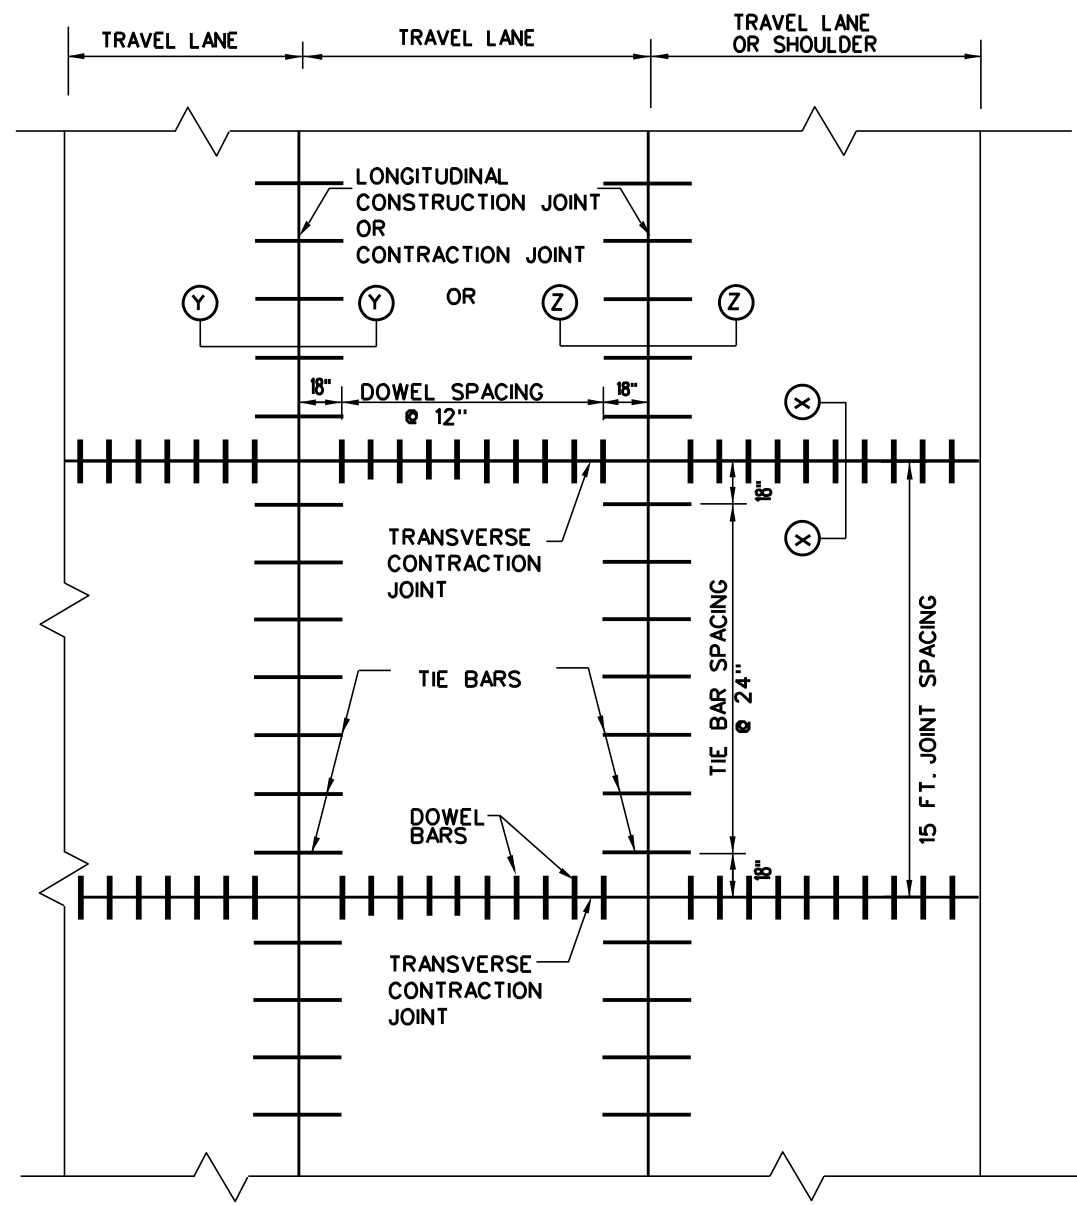 TRAVEL LANE
TRAVEL LANE
TRAVEL LANE
OR SHOULDER
LONGITUDINAL
CONSTRUCTION JOINT
OR
CONTRACTION JOINT
OR
Y
Y
Z
Z
18"
DOWEL SPACING
@ 12"
18"
X
18"
X
TRANSVERSE
CONTRACTION
JOINT
TIE BAR SPACING
@ 24"
15 FT. JOINT SPACING
TIE BARS
DOWEL
BARS
18"
TRANSVERSE
CONTRACTION
JOINT